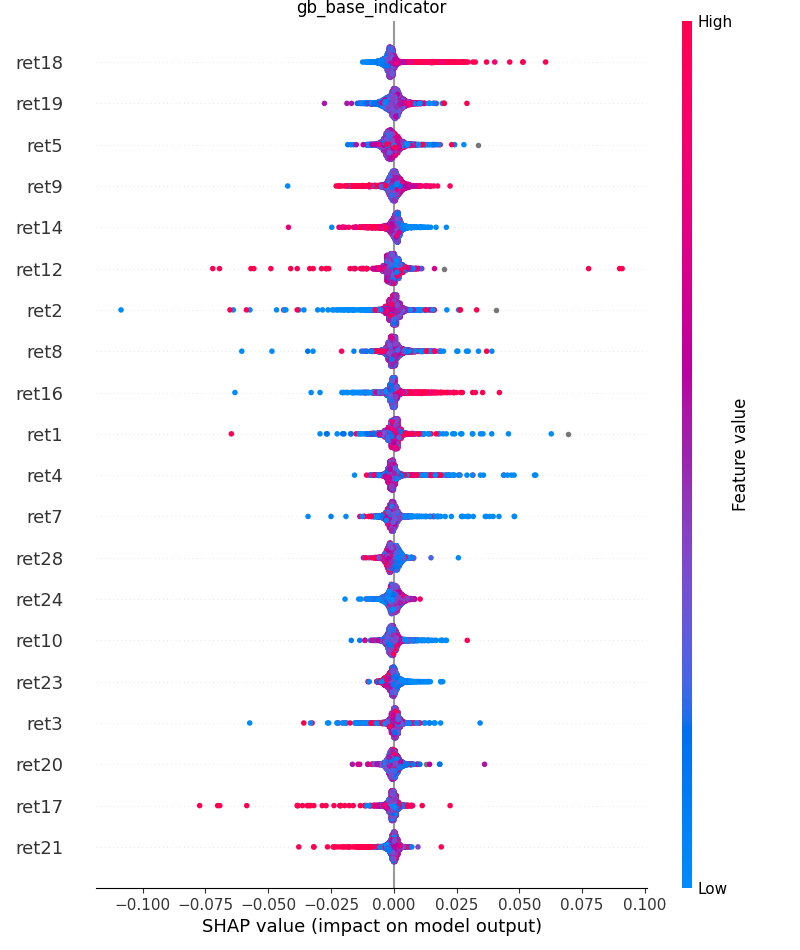 gb_base_indicator
High
ret18
ret19
ret5
ret9
ret14
ret12
ret2
ret8
ret16
ret1
ret4
ret7
ret28
ret24
ret10
ret23
ret3
ret20
ret17
ret21
Feature value
Low
−0.100 −0.075 −0.050 −0.025 0.000 0.025 0.050 0.075 0.100
SHAP value (impact on model output)